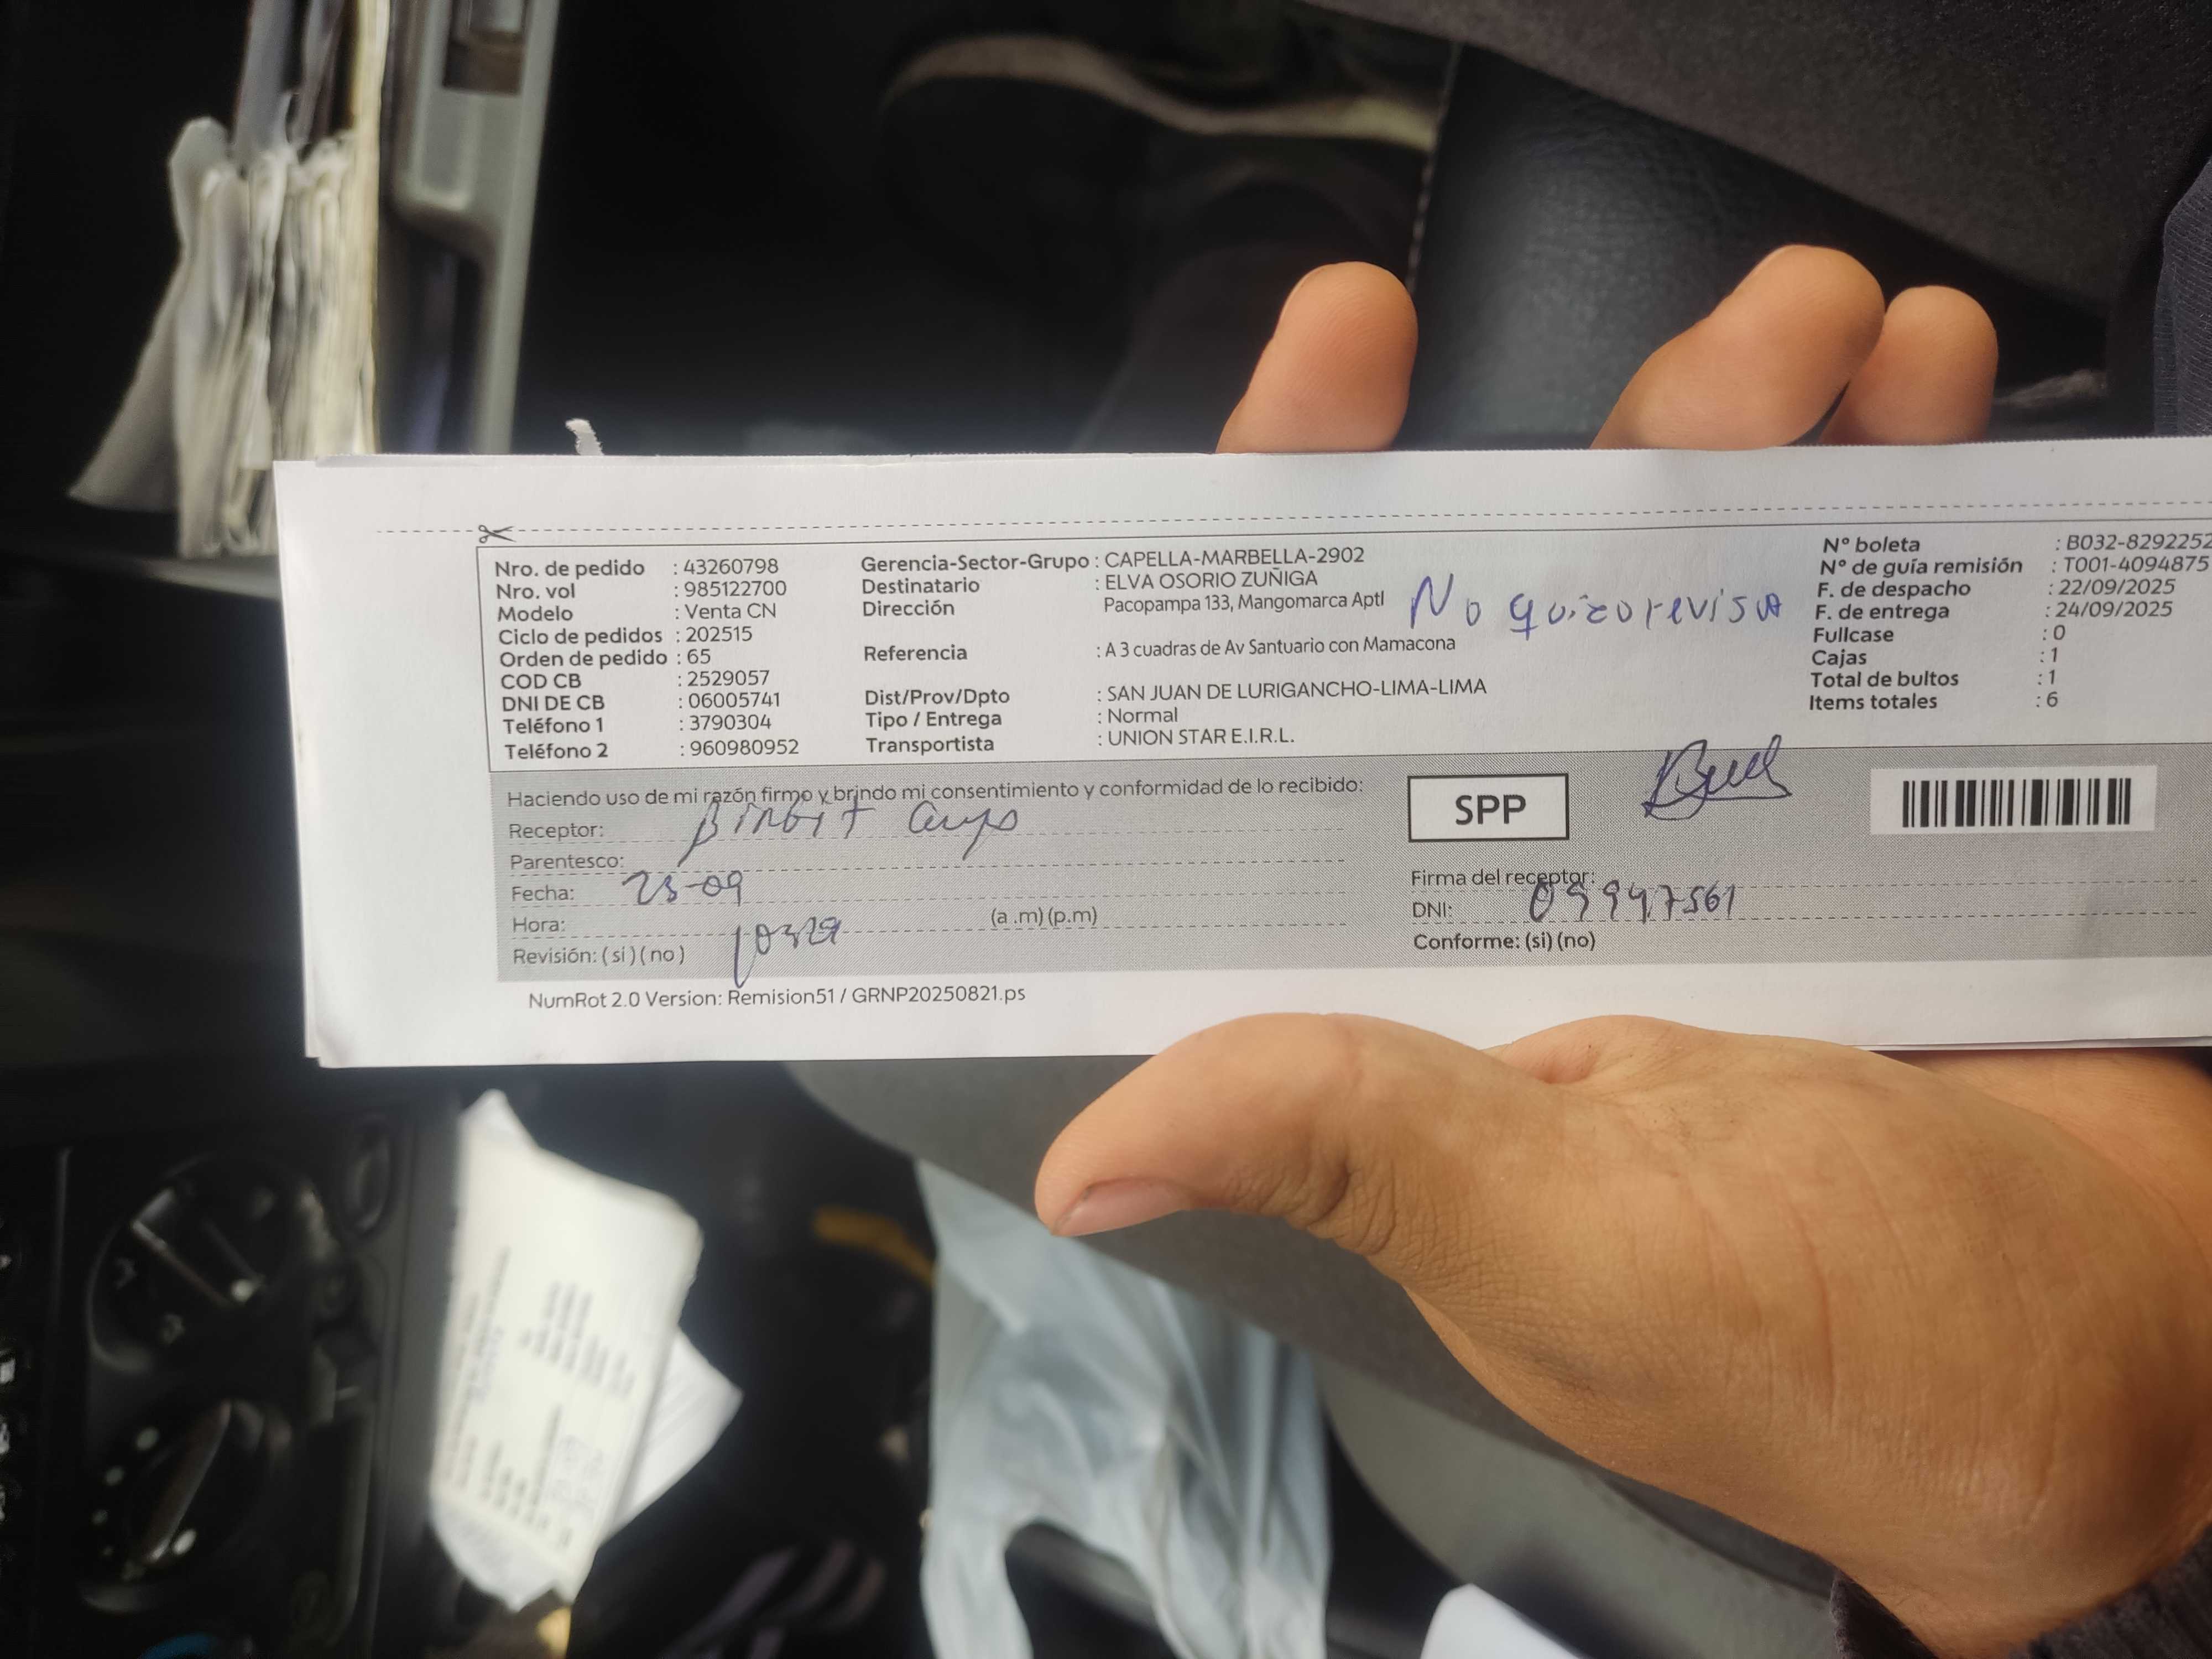 Nro. de pedido : 43260798
Nro. vol : 985122700
Modelo : Venta CN
Ciclo de pedidos : 202515
Orden de pedido : 65
COD CB : 2529057
DNI DE CB : 06005741
Teléfono 1 : 3790304
Teléfono 2 : 960980952
Gerencia-Sector-Grupo : CAPELLA-MARBELLA-2902
Destinatario : ELVA OSORIO ZUÑIGA
Dirección Pacopampa 133, Mangomarca Aptl
Referencia : A 3 cuadras de Av Santuario con Mamacona
Dist/Prov/Dpto : SAN JUAN DE LURIGANCHO-LIMA-LIMA
Tipo / Entrega : Normal
Transportista : UNION STAR E.I.R.L.
No quizo revisa
N° boleta : B032-8292252
N° de guía remisión : T001-4094875
F. de despacho : 22/09/2025
F. de entrega : 24/09/2025
Fullcase : 0
Cajas : 1
Total de bultos : 1
Items totales : 6
Haciendo uso de mi razón firmo y brindo mi consentimiento y conformidad de lo recibido:
Receptor:
Parentesco:
Fecha: 23-09
Hora: (a .m) (p.m)
Revisión: ( si ) ( no )
SPP
Firma del receptor:
DNI: 09947561
Conforme: (si) (no)
NumRot 2.0 Version: Remision51 / GRNP20250821.ps